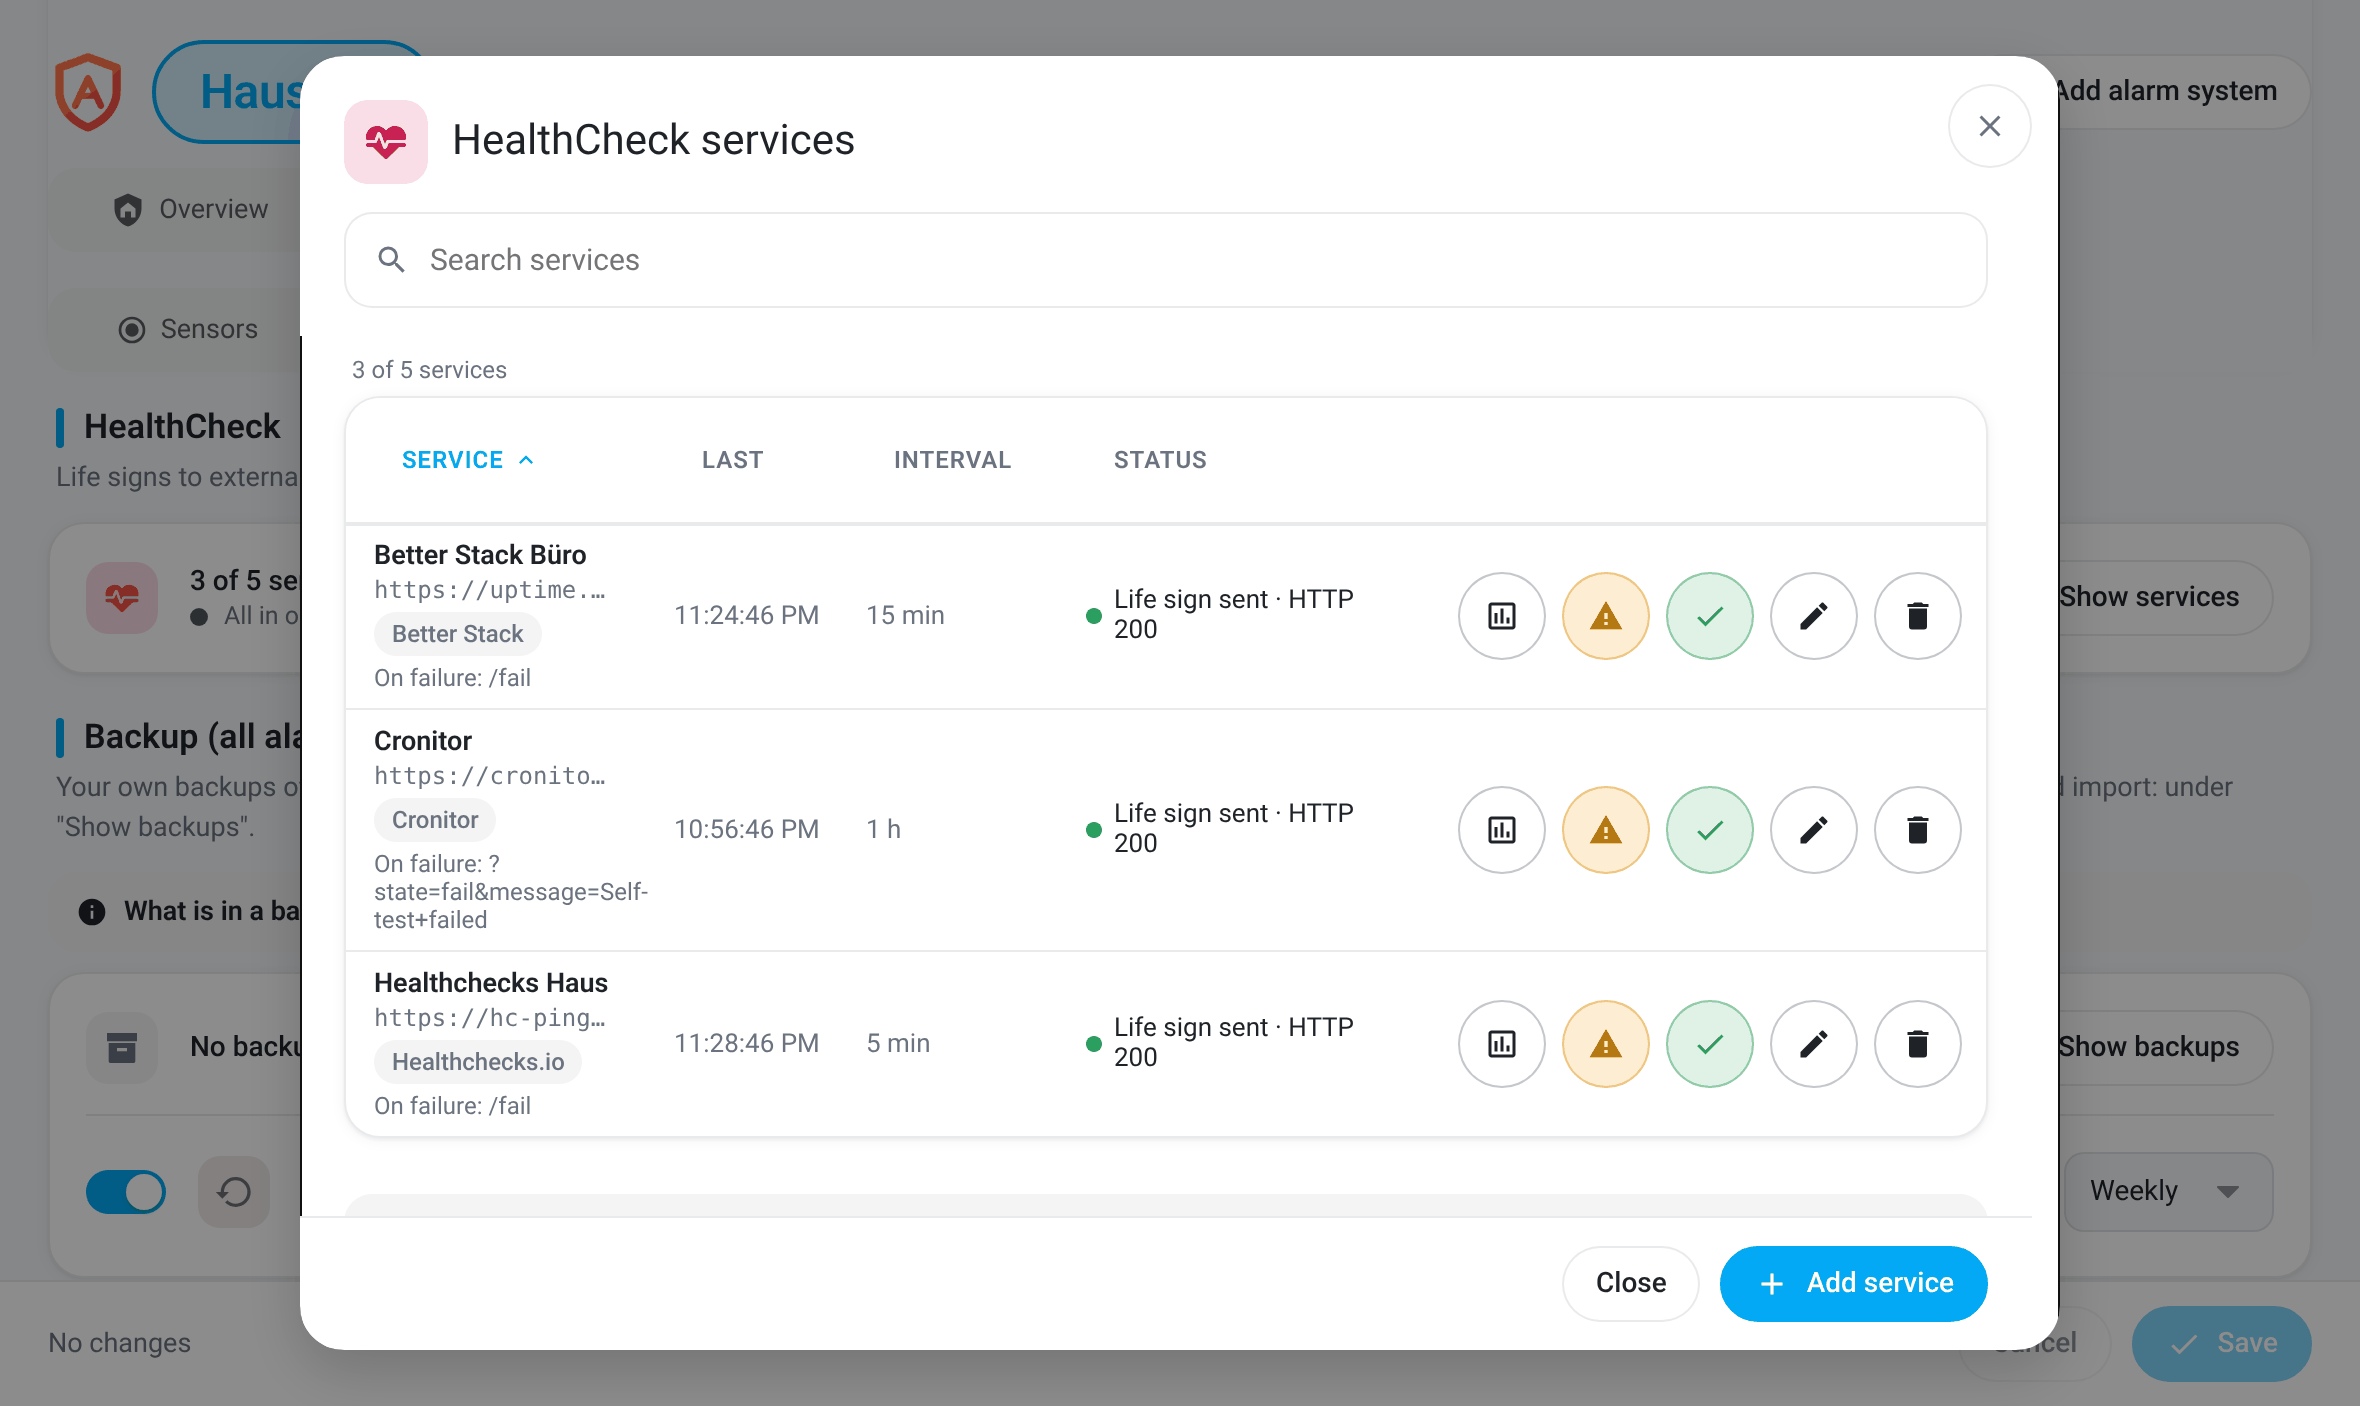 Haus
Add alarm system
HealthCheck services
Overview
Search services
Sensors
3 of 5 services
HealthCheck
Life signs to externa
SERVICE
LAST
INTERVAL
STATUS
3 of 5 se
All in o
Show services
Better Stack Büro
https://uptime.…
Better Stack
On failure: /fail
11:24:46 PM
15 min
Life sign sent · HTTP
200
Backup (all ala
Your own backups o
"Show backups".
d import: under
Cronitor
https://cronito…
Cronitor
On failure: ?
state=fail&message=Self-
test+failed
10:56:46 PM
1 h
Life sign sent · HTTP
200
What is in a ba
Healthchecks Haus
https://hc-ping…
Healthchecks.io
On failure: /fail
11:28:46 PM
5 min
Life sign sent · HTTP
200
No backu
Show backups
Weekly
Close
Add service
No changes
Cancel
Save